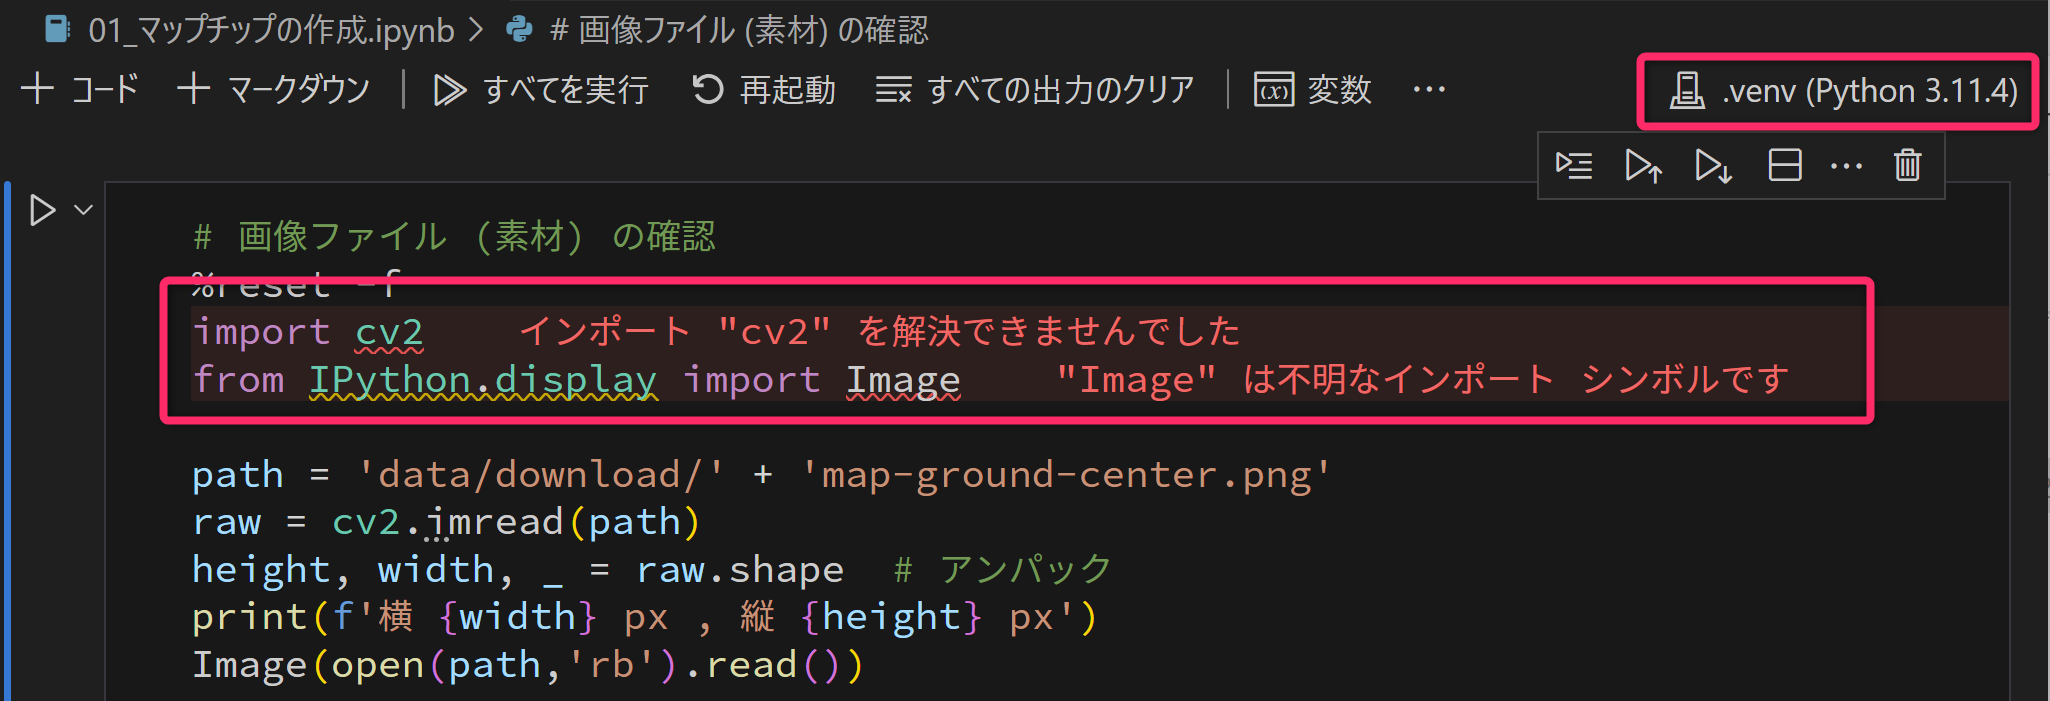 01_マップチップの作成.ipynb > # 画像ファイル (素材) の確認
+ コード + マークダウン | すべてを実行 再起動 すべての出力のクリア | 変数 … .venv (Python 3.11.4)
# 画像ファイル (素材) の確認
%reset -f
import cv2 インポート "cv2" を解決できませんでした
from IPython.display import Image "Image" は不明なインポート シンボルです
path = 'data/download/' + 'map-ground-center.png'
raw = cv2.imread(path)
height, width, _ = raw.shape # アンパック
print(f'横 {width} px , 縦 {height} px')
Image(open(path,'rb').read())